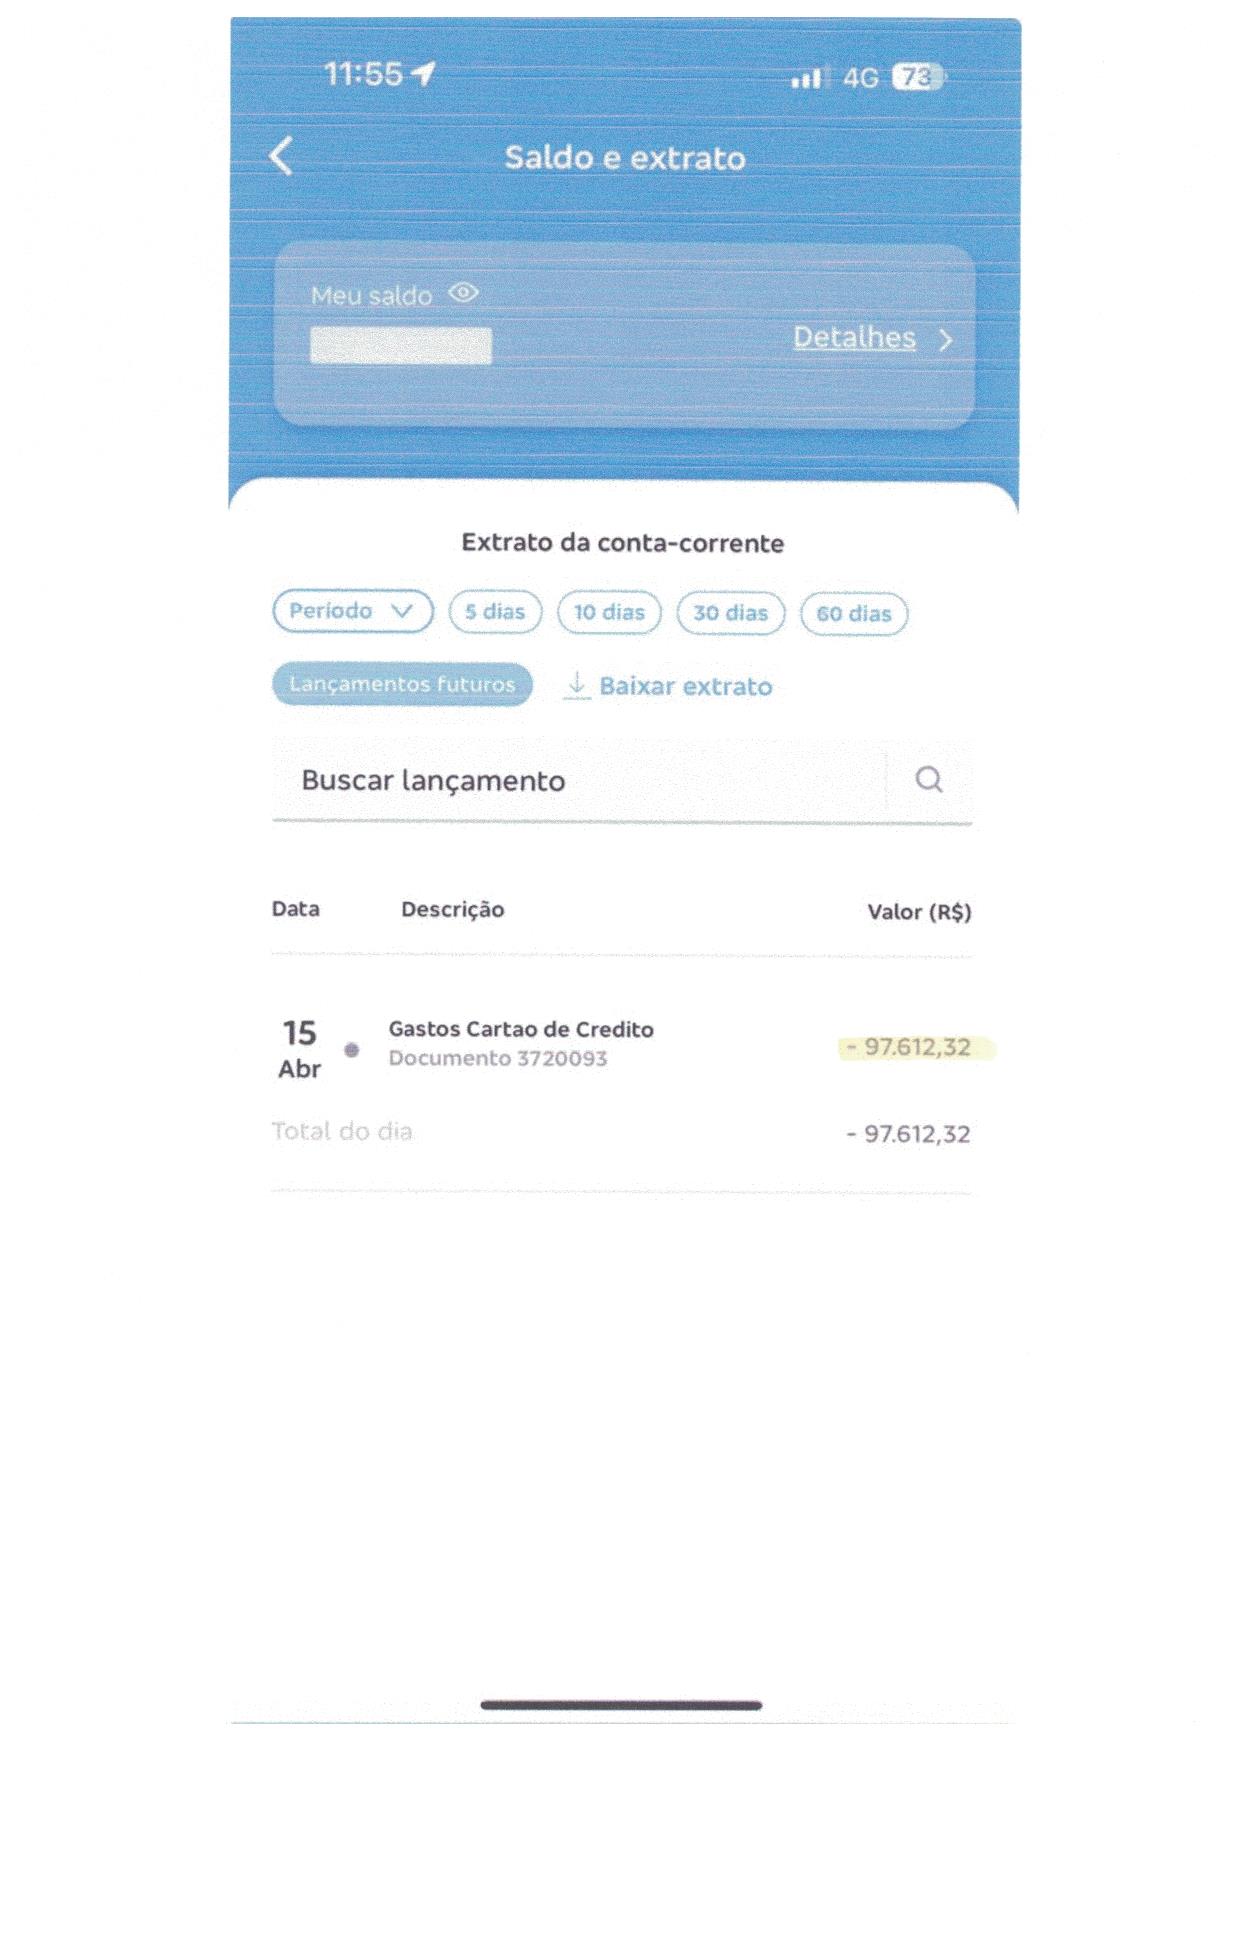 11:55 4G 73
Saldo e extrato
Meu saldo
Detalhes
Extrato da conta-corrente
Período 5 dias 10 dias 30 dias 60 dias
Lançamentos futuros Baixar extrato
Buscar lançamento
Data Descrição Valor (R$)
15 Abr
Gastos Cartao de Credito
Documento 3720093
- 97.612,32
Total do dia - 97.612,32